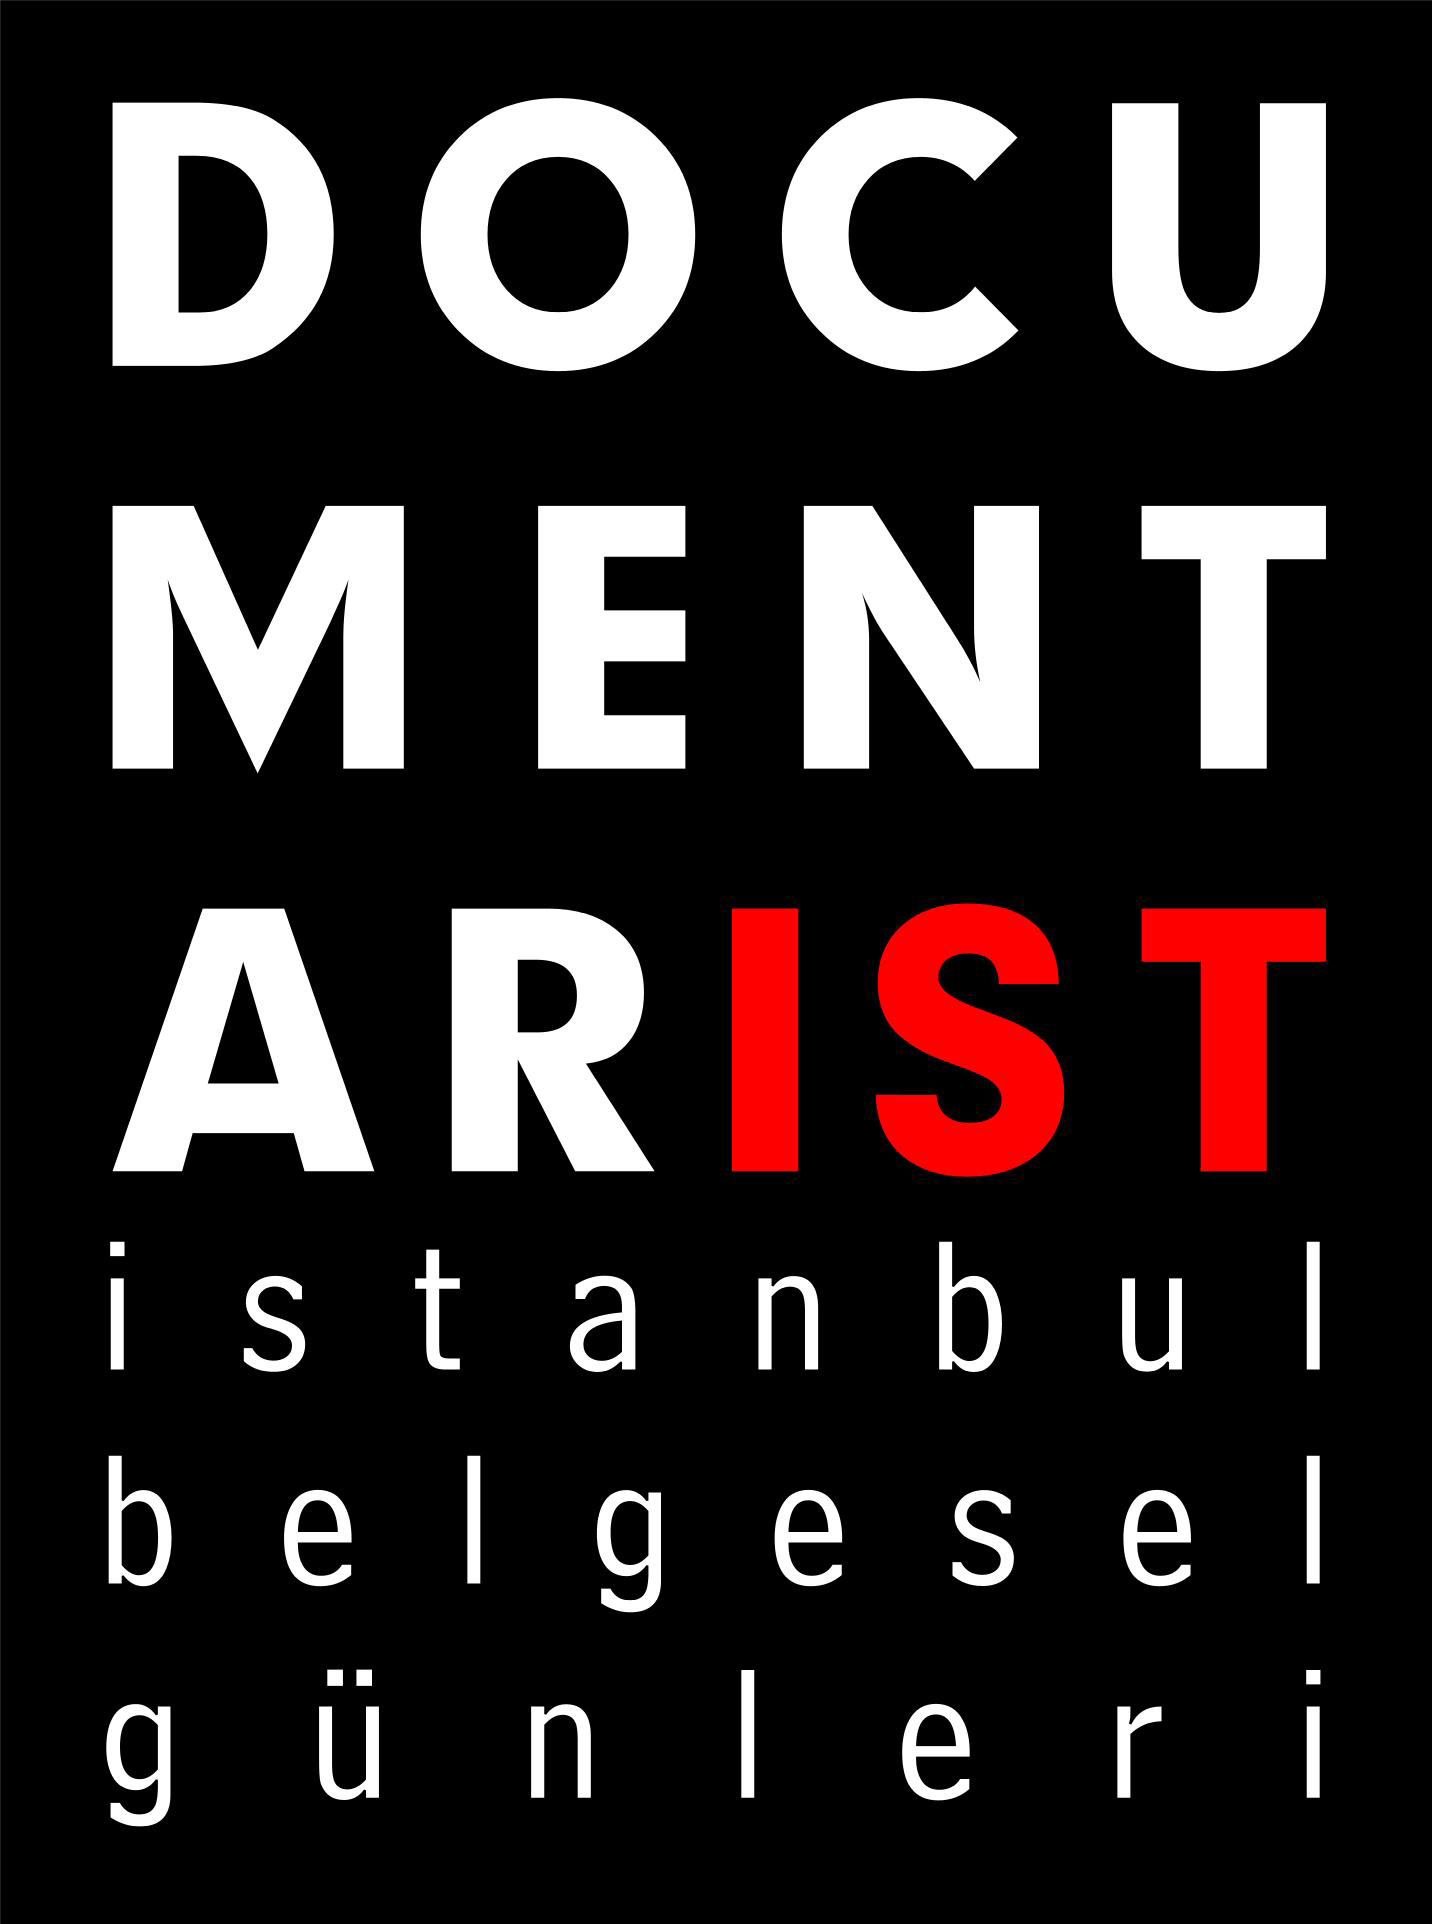 DOCU
MENT
ARIST
istanbul
belgesel
günleri